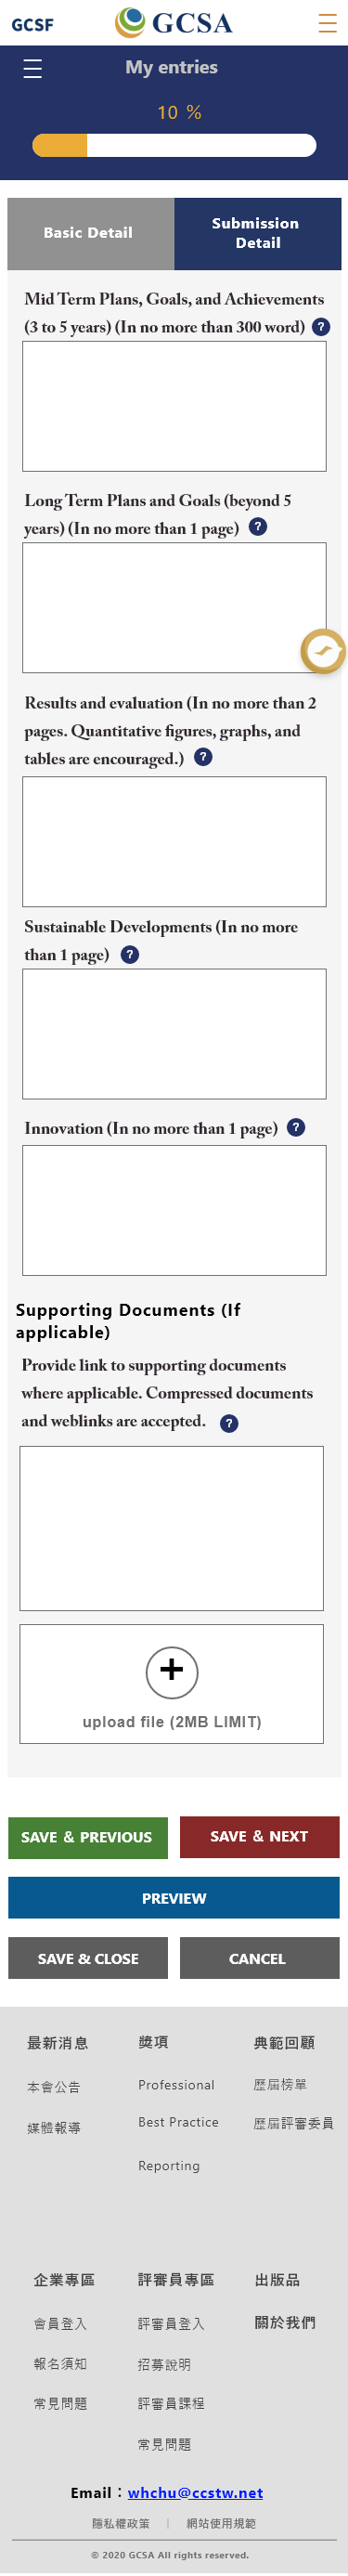 GCSF
GCSA
My entries
10 %
Basic Detail
Submission
Detail
Mid Term Plans, Goals, and Achievements
(3 to 5 years) (In no more than 300 word) ?
Long Term Plans and Goals (beyond 5
years) (In no more than 1 page) ?
Results and evaluation (In no more than 2
pages. Quantitative figures, graphs, and
tables are encouraged.) ?
Sustainable Developments (In no more
than 1 page) ?
Innovation (In no more than 1 page) ?
Supporting Documents (If
applicable)
Provide link to supporting documents
where applicable. Compressed documents
and weblinks are accepted. ?
+
upload file (2MB LIMIT)
SAVE & PREVIOUS
SAVE & NEXT
PREVIEW
SAVE & CLOSE
CANCEL
最新消息
本會公告
媒體報導
獎項
Professional
Best Practice
Reporting
典範回顧
歷屆榜單
歷屆評審委員
企業專區
會員登入
報名須知
常見問題
評審員專區
評審員登入
招募說明
評審員課程
常見問題
出版品
關於我們
Email：whchu@ccstw.net
隱私權政策 | 網站使用規範
© 2020 GCSA All rights reserved.